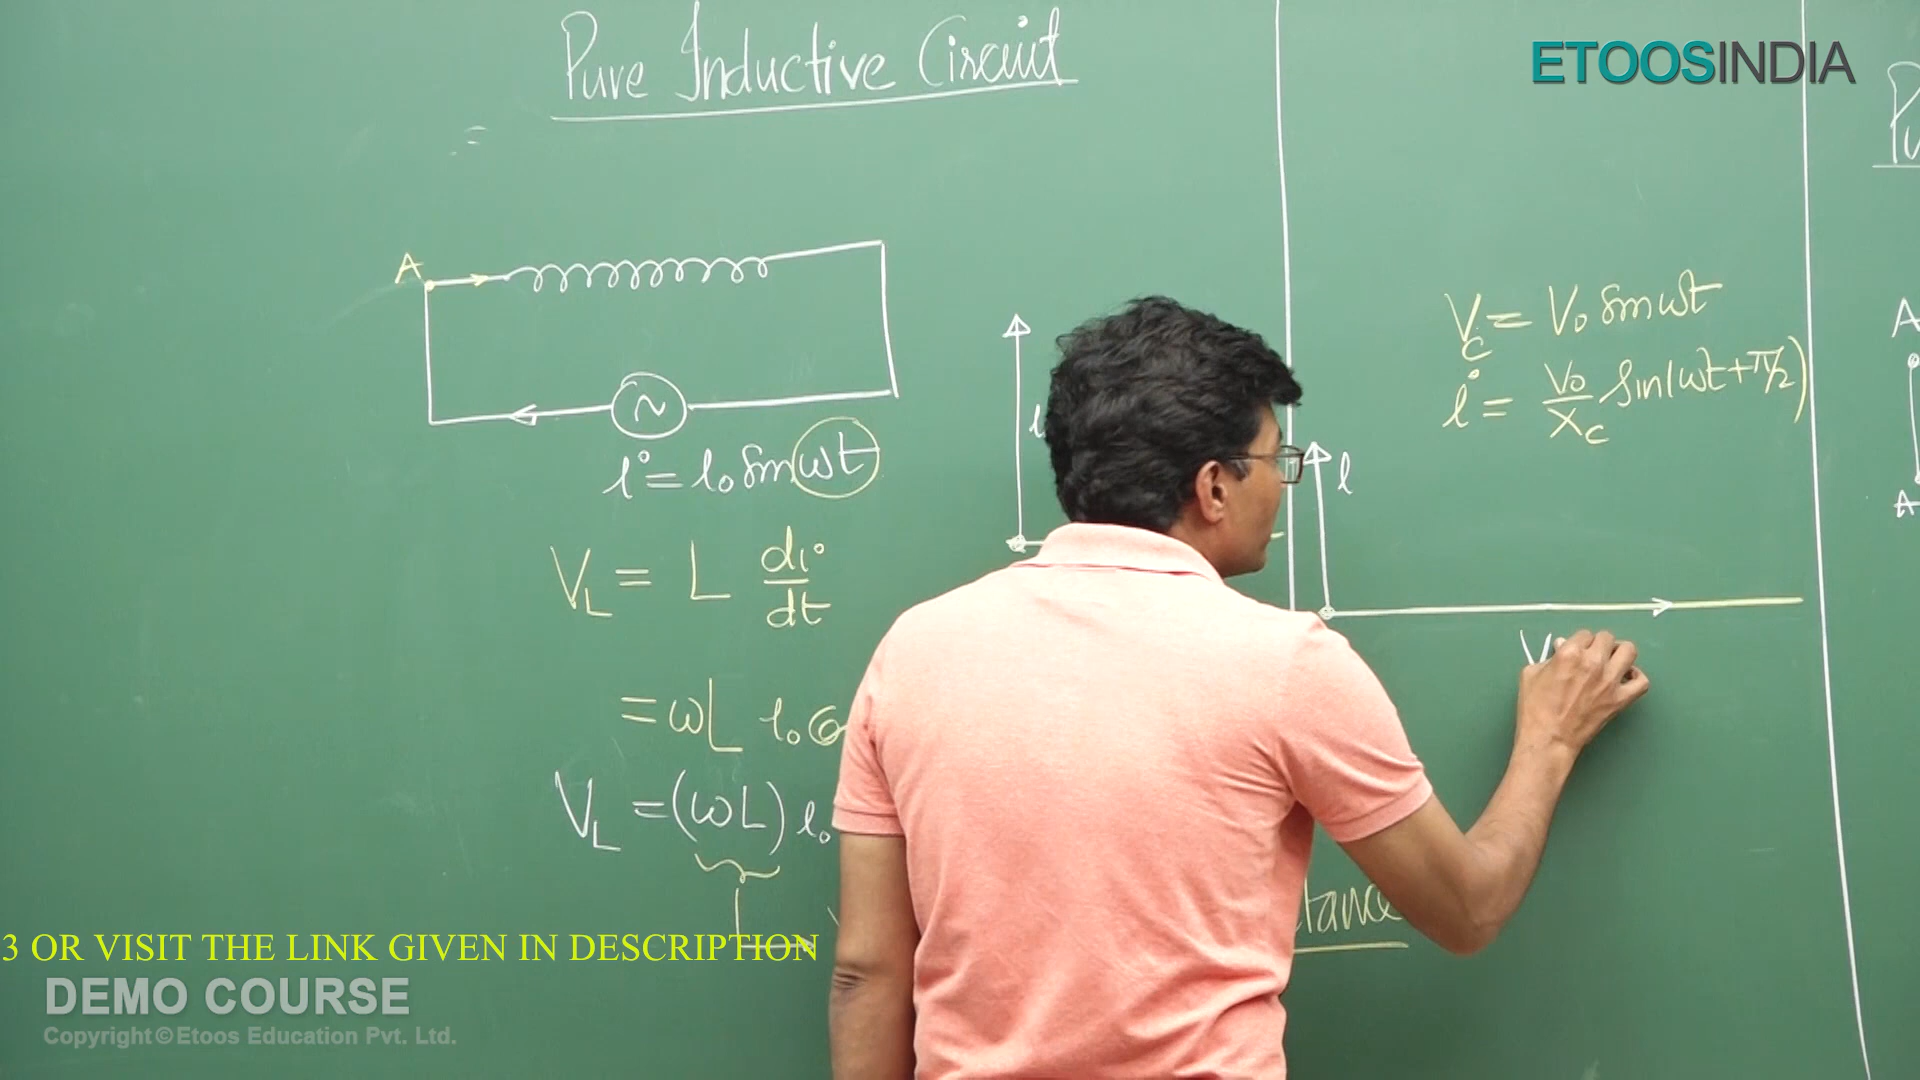 Pure Inductive Circuit
ETOOSINDIA
A
i = i₀ sin ωt
V_L = L di/dt
= ωL i₀
V_L = (ωL) i₀
V_C = V₀ sin ωt
i = V₀/X_C sin(ωt + π/2)
i
V
A
A
3 OR VISIT THE LINK GIVEN IN DESCRIPTION
DEMO COURSE
Copyright © Etoos Education Pvt. Ltd.